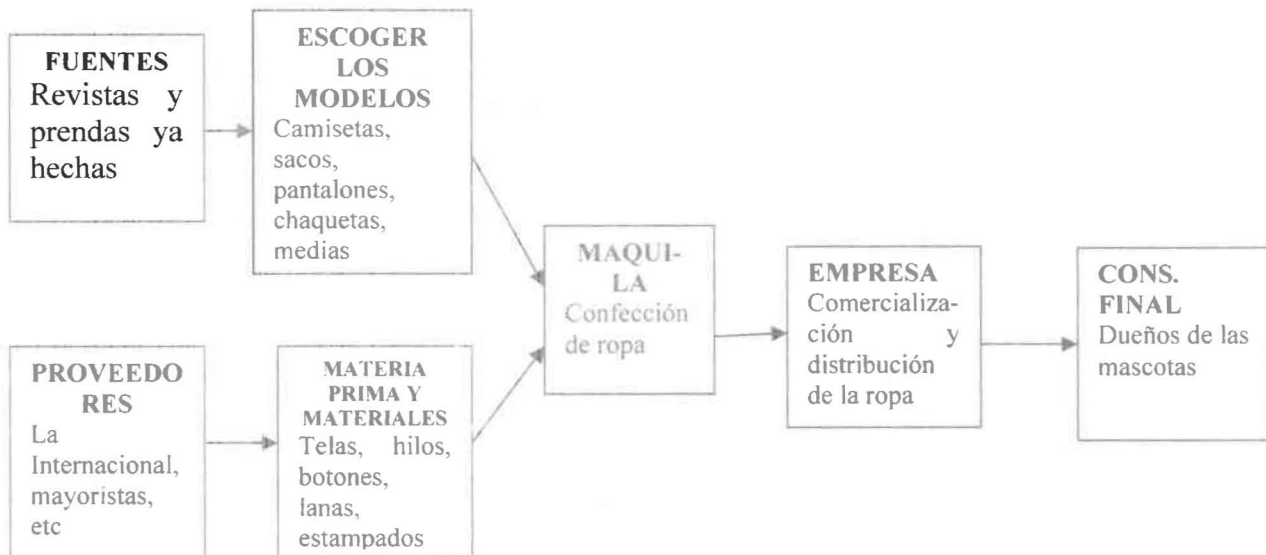 FUENTES
Revistas y
prendas ya
hechas
ESCOGER
LOS
MODELOS
Camisetas,
sacos,
pantalones,
chaquetas,
medias
PROVEEDO
RES
La
Internacional,
mayoristas,
etc
MATERIA
PRIMA Y
MATERIALES
Telas, hilos,
botones,
lanas,
estampados
MAQUI-
LA
Confección
de ropa
EMPRESA
Comercializa-
ción y
distribución
de la ropa
CONS.
FINAL
Dueños de las
mascotas